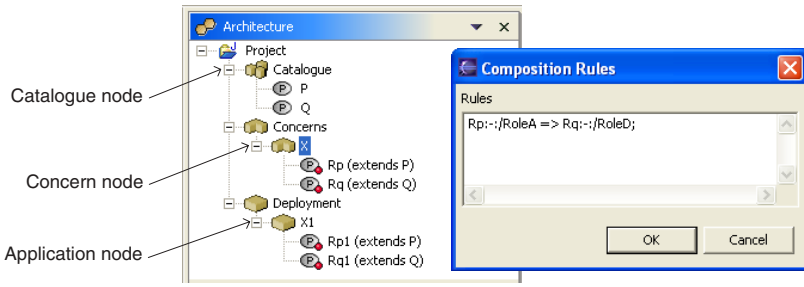 Architecture
Project
Catalogue node
Catalogue
P P
P Q
Concerns
Concern node
X
P Rp (extends P)
P Rq (extends Q)
Deployment
Application node
X1
P Rp1 (extends P)
P Rq1 (extends Q)
Composition Rules
Rules
Rp:-:/RoleA => Rq:-:/RoleD;
OK Cancel